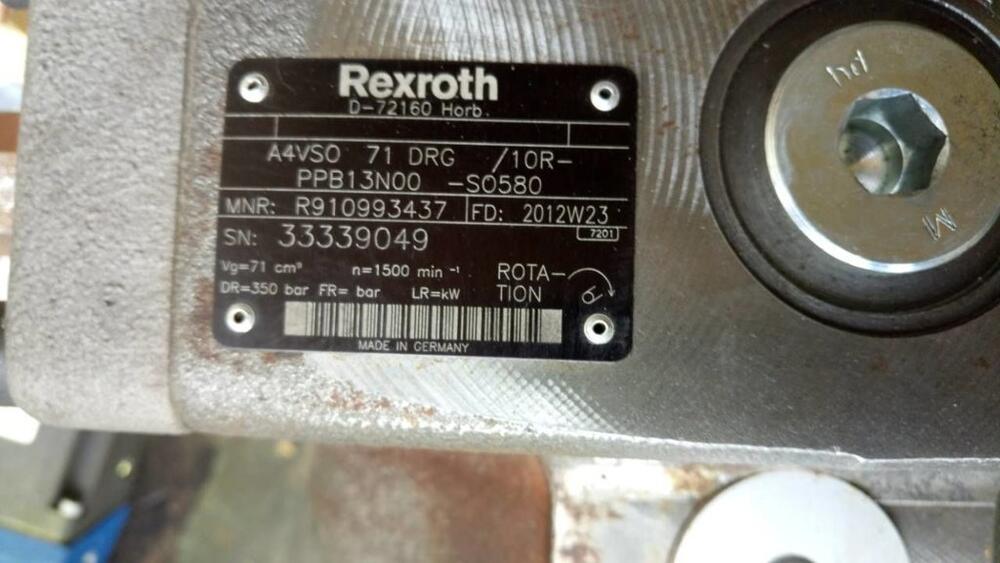 Rexroth
D-72160 Horb.
A4VSO 71 DRG /10R-
PPB13N00 -SO580
MNR: R910993437 FD: 2012W23
SN: 33339049 7201
Vg=71 cm³ n=1500 min⁻¹ ROTA-
DR=350 bar FR= bar LR=kW TION
MADE IN GERMANY